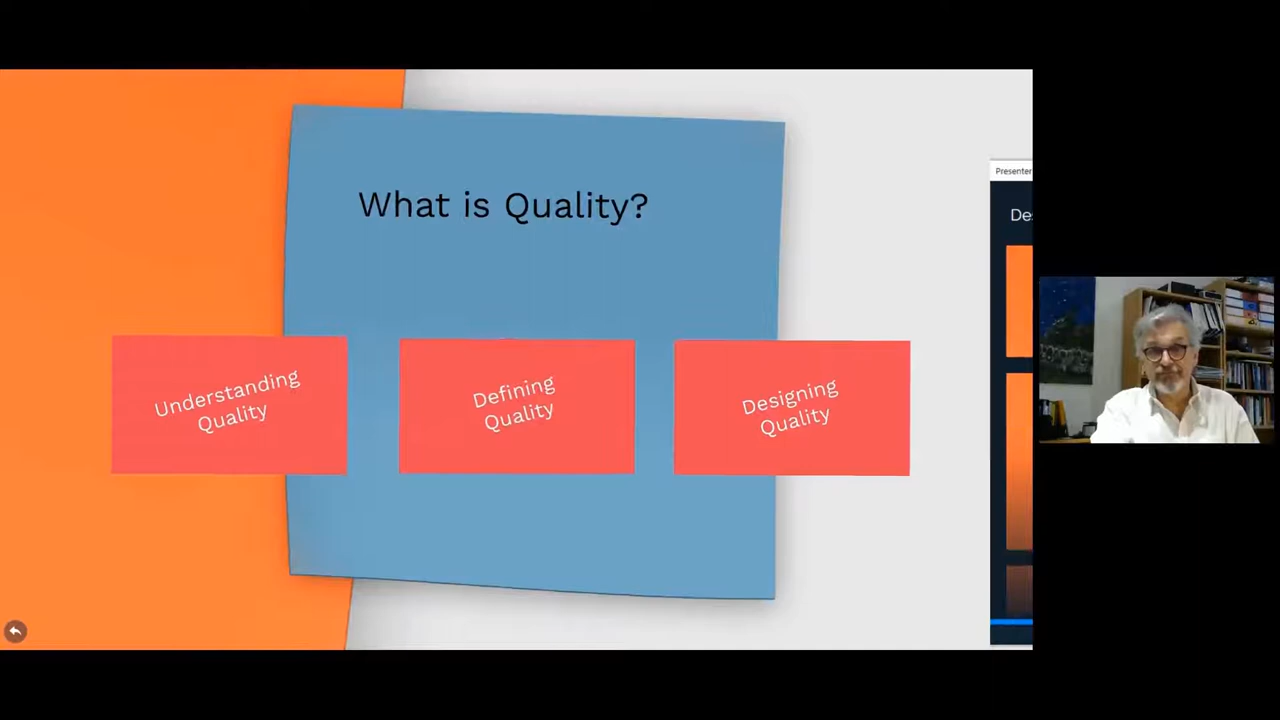 What is Quality?
Understanding
Quality
Defining
Quality
Designing
Quality
Presenter